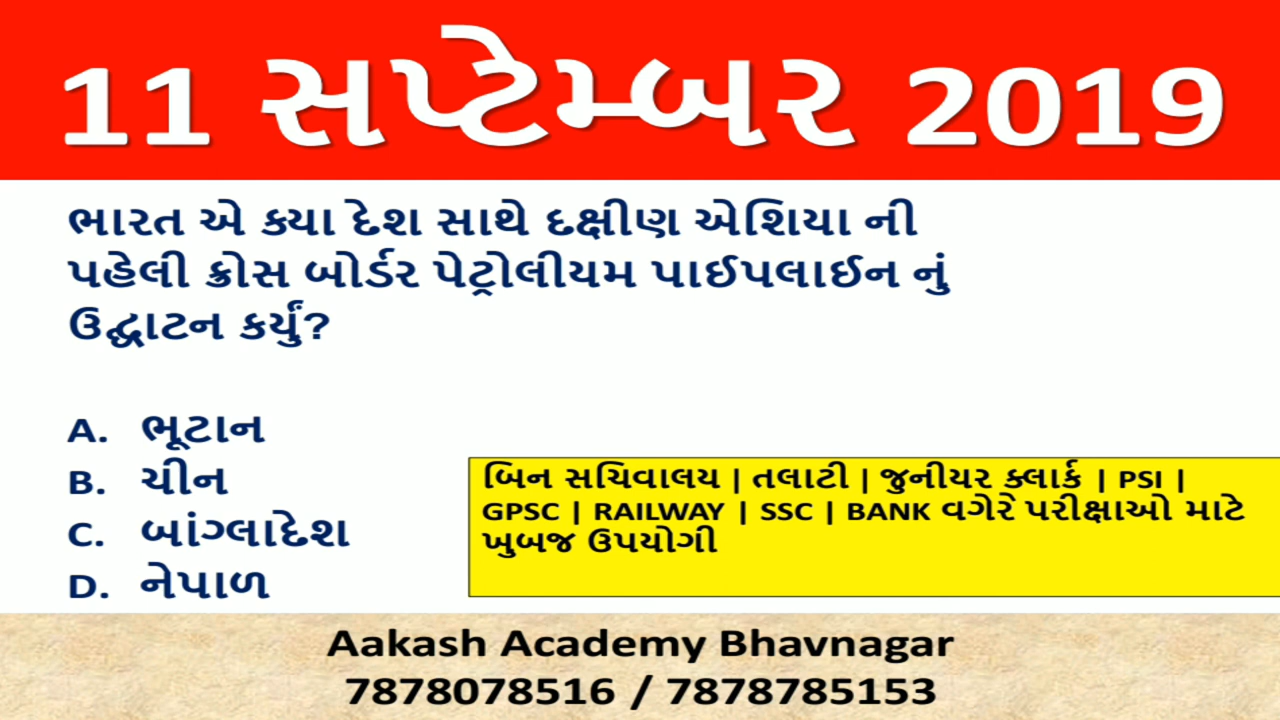 11 સપ્ટેમ્બર 2019
ભારત એ ક્યા દેશ સાથે દક્ષીણ એશિયા ની
પહેલી ક્રોસ બોર્ડર પેટ્રોલીયમ પાઈપલાઈન નું
ઉદ્ઘાટન કર્યું?
A. ભૂટાન
B. ચીન
C. બાંગ્લાદેશ
D. નેપાળ
બિન સચિવાલય | તલાટી | જુનીયર ક્લાર્ક | PSI |
GPSC | RAILWAY | SSC | BANK વગેરે પરીક્ષાઓ માટે
ખુબજ ઉપયોગી
Aakash Academy Bhavnagar
7878078516 / 7878785153